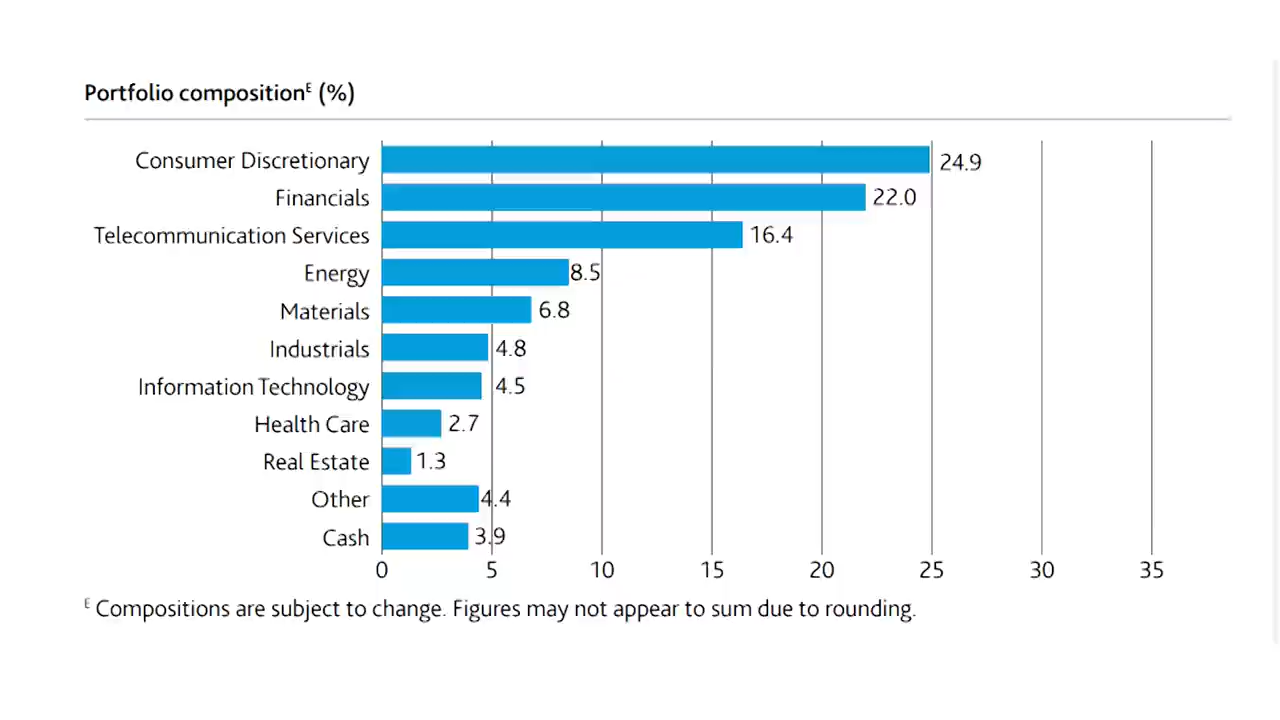 Portfolio compositionᴱ (%)
Consumer Discretionary 24.9
Financials 22.0
Telecommunication Services 16.4
Energy 8.5
Materials 6.8
Industrials 4.8
Information Technology 4.5
Health Care 2.7
Real Estate 1.3
Other 4.4
Cash 3.9
0 5 10 15 20 25 30 35
ᴱ Compositions are subject to change. Figures may not appear to sum due to rounding.